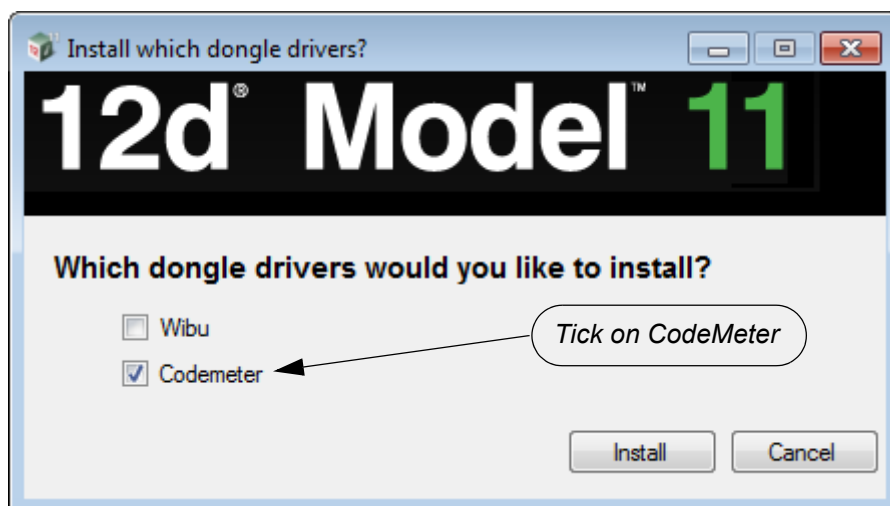 Install which dongle drivers?
12d® Model™ 11
Which dongle drivers would you like to install?
Wibu
Tick on CodeMeter
Codemeter
Install
Cancel